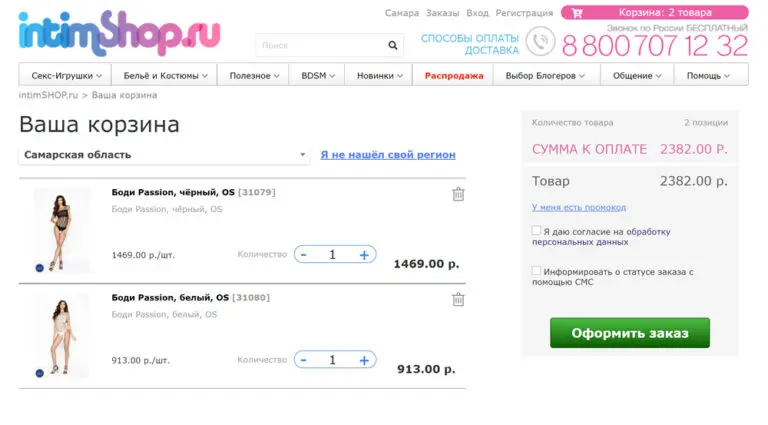 intimShop.ru
Самара Заказы Вход Регистрация
Корзина: 2 товара
Поиск
СПОСОБЫ ОПЛАТЫ
ДОСТАВКА
Звонок по России БЕСПЛАТНЫЙ
8 800 707 12 32
Секс-Игрушки Бельё и Костюмы Полезное BDSM Новинки Распродажа Выбор Блогеров Общение Помощь
intimSHOP.ru > Ваша корзина
Ваша корзина
Самарская область
Я не нашёл свой регион
Боди Passion, чёрный, OS [31079]
Боди Passion, чёрный, OS
1469.00 р./шт.
Количество
- 1 +
1469.00 р.
Боди Passion, белый, OS [31080]
Боди Passion, белый, OS
913.00 р./шт.
Количество
- 1 +
913.00 р.
Количество товара 2 позиции
СУММА К ОПЛАТЕ 2382.00 Р.
Товар 2382.00 Р.
У меня есть промокод
Я даю согласие на обработку
персональных данных
Информировать о статусе заказа с
помощью СМС
Оформить заказ